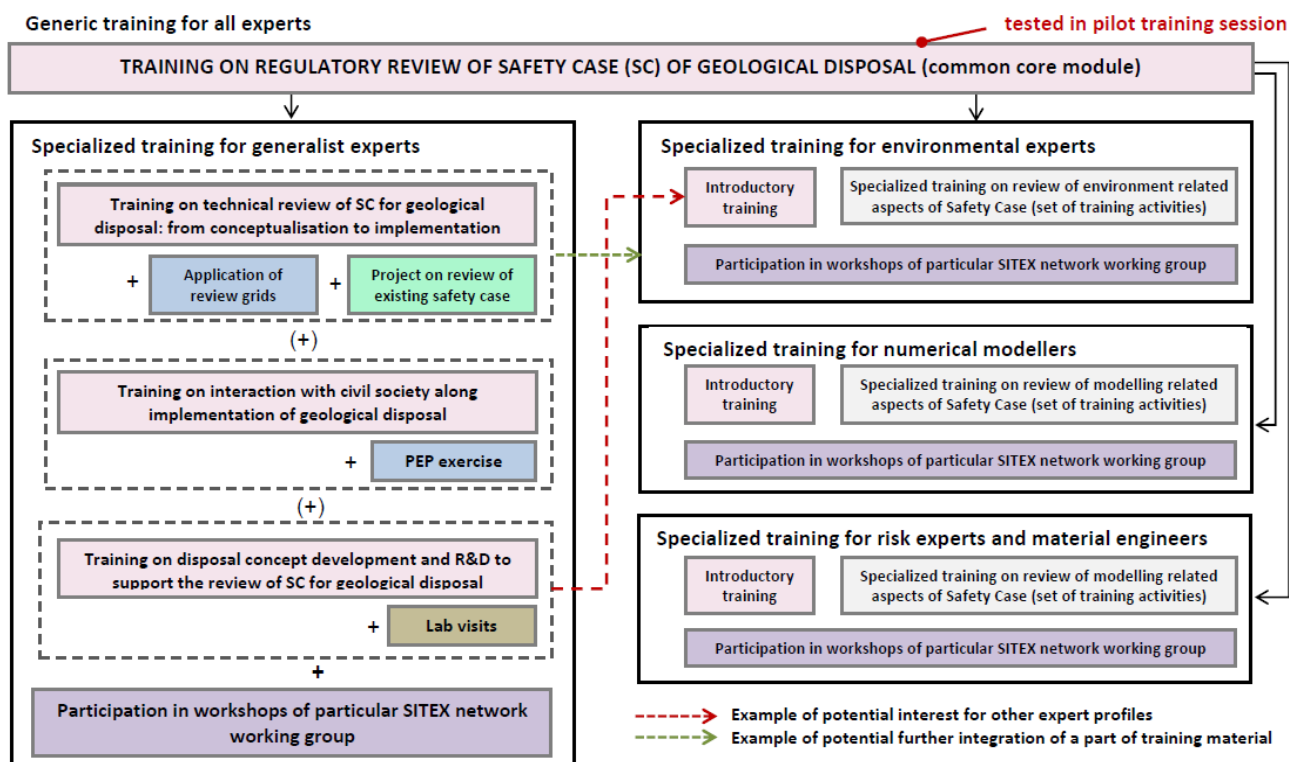 Generic training for all experts
tested in pilot training session
TRAINING ON REGULATORY REVIEW OF SAFETY CASE (SC) OF GEOLOGICAL DISPOSAL (common core module)
Specialized training for generalist experts
Training on technical review of SC for geological
disposal: from conceptualisation to implementation
+
Application of
review grids
+
Project on review of
existing safety case
(+)
Training on interaction with civil society along
implementation of geological disposal
+
PEP exercise
(+)
Training on disposal concept development and R&D to
support the review of SC for geological disposal
+
Lab visits
+
Participation in workshops of particular SITEX network
working group
Specialized training for environmental experts
Introductory
training
Specialized training on review of environment related
aspects of Safety Case (set of training activities)
Participation in workshops of particular SITEX network working group
Specialized training for numerical modellers
Introductory
training
Specialized training on review of modelling related
aspects of Safety Case (set of training activities)
Participation in workshops of particular SITEX network working group
Specialized training for risk experts and material engineers
Introductory
training
Specialized training on review of modelling related
aspects of Safety Case (set of training activities)
Participation in workshops of particular SITEX network working group
Example of potential interest for other expert profiles
Example of potential further integration of a part of training material